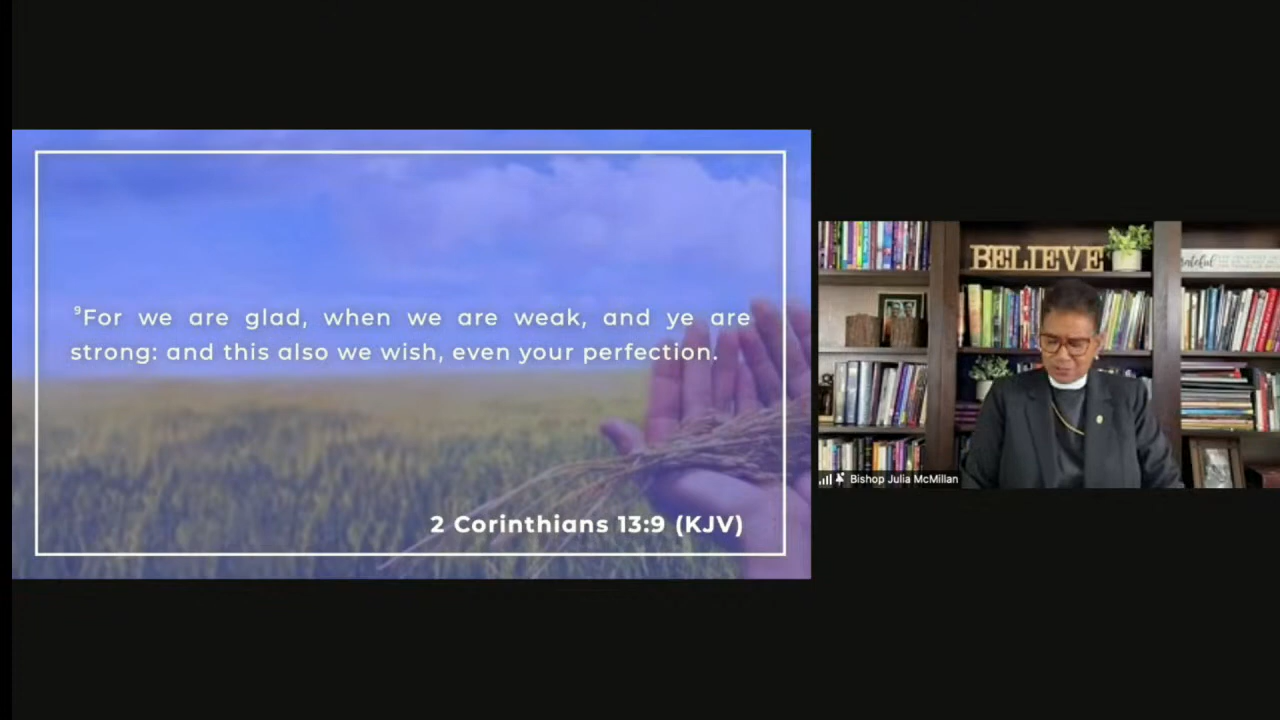 ⁹For we are glad, when we are weak, and ye are
strong: and this also we wish, even your perfection.
2 Corinthians 13:9 (KJV)
BELIEVE
grateful
Bishop Julia McMillan